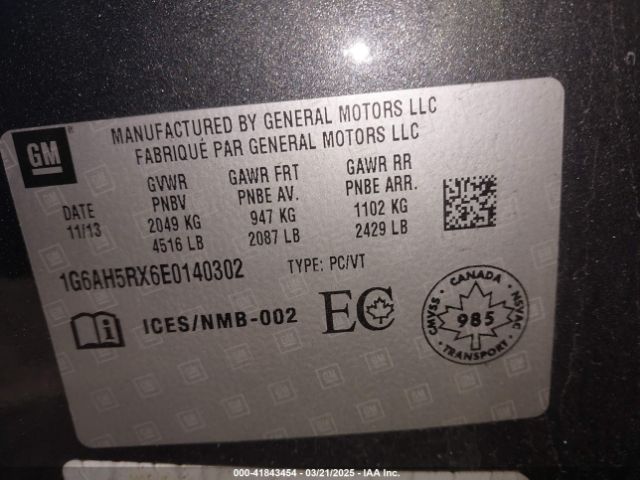 MANUFACTURED BY GENERAL MOTORS LLC
FABRIQUÉ PAR GENERAL MOTORS LLC
GM
DATE
11/13
GVWR
PNBV
2049 KG
4516 LB
GAWR FRT
PNBE AV.
947 KG
2087 LB
GAWR RR
PNBE ARR.
1102 KG
2429 LB
1G6AH5RX6E0140302 TYPE: PC/VT
ICES/NMB-002
EC
CANADA
CMVSS
985
NSVAC
TRANSPORT
000-41843454 - 03/21/2025 - IAA Inc.